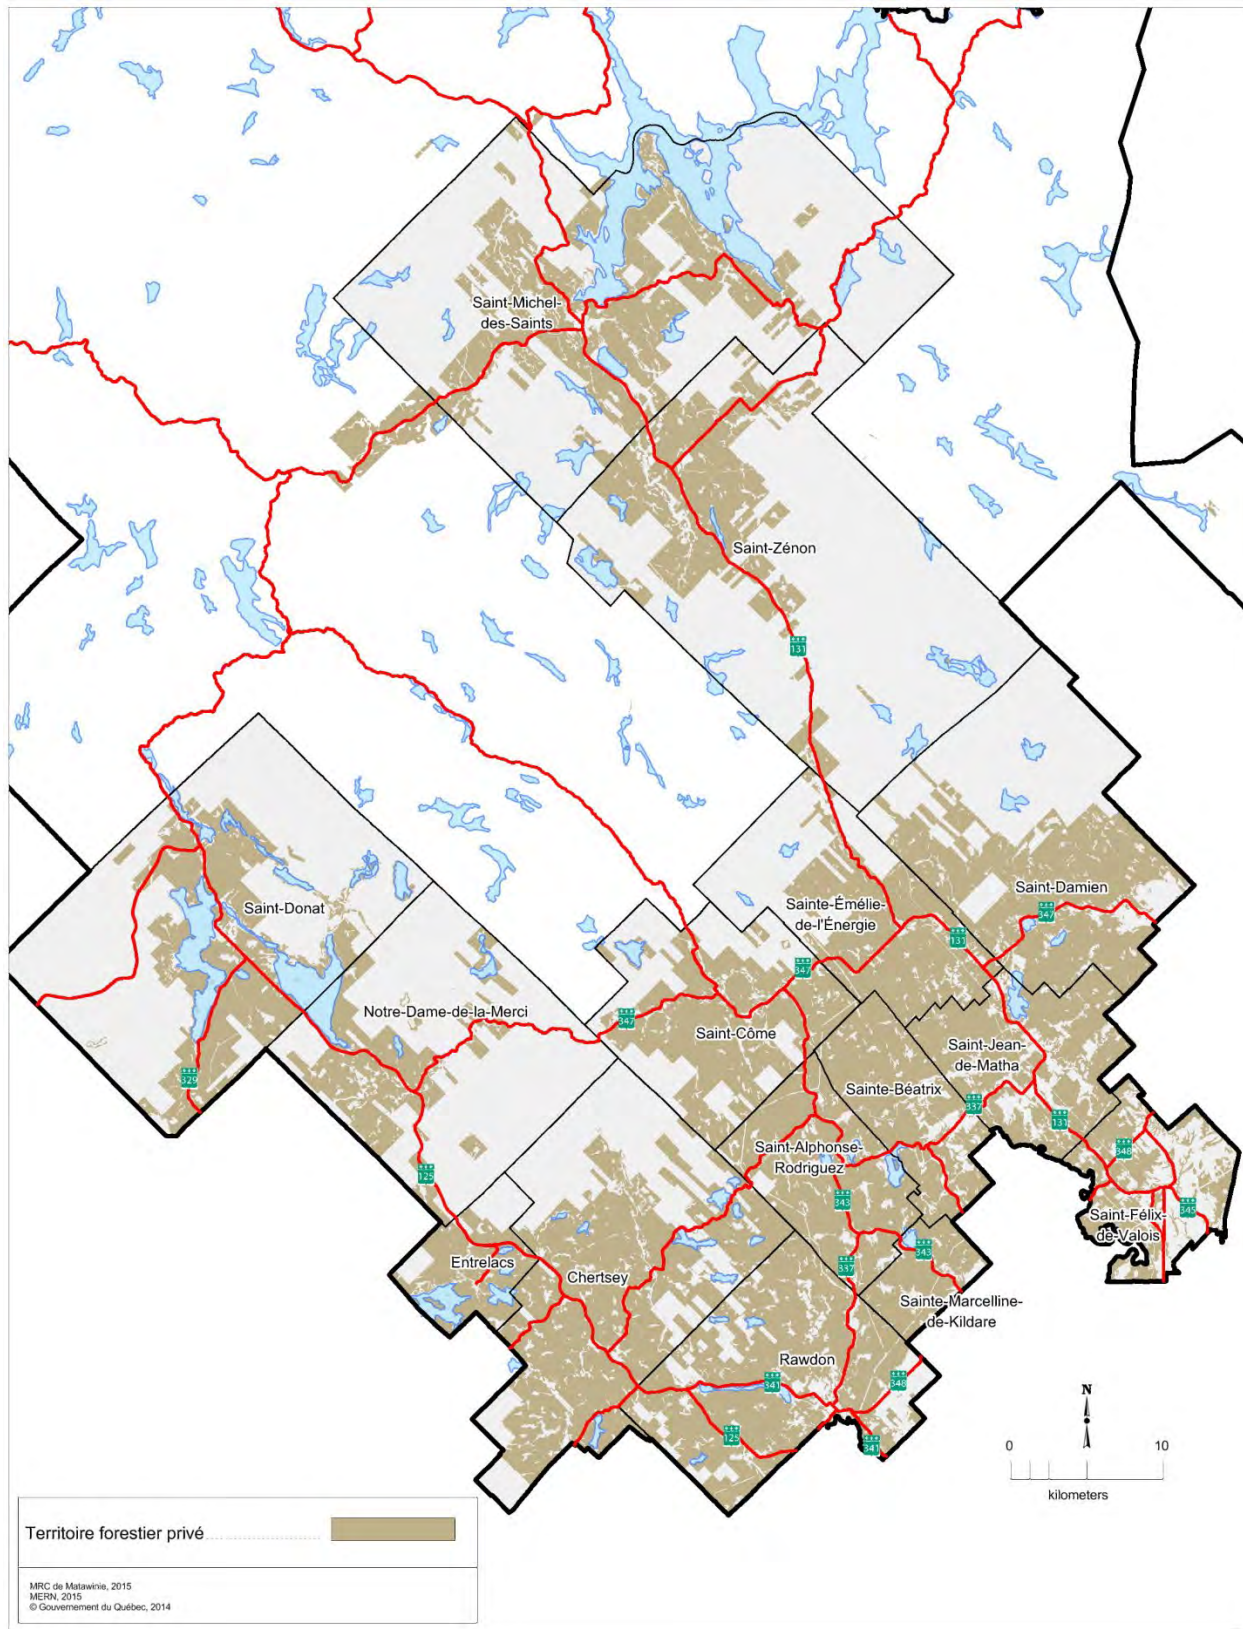 Saint-Michel-
des-Saints
Saint-Zénon
131
Saint-Damien
347
Sainte-Émélie-
de-l'Énergie
131
Saint-Donat
347
Notre-Dame-de-la-Merci
347
Saint-Côme
Saint-Jean-
de-Matha
329
Sainte-Béatrix
337
131
348
Saint-Alphonse-
Rodriguez
125
343
345
Saint-Félix-
de-Valois
343
Entrelacs
337
Chertsey
Sainte-Marcelline-
de-Kildare
Rawdon
341
348
N
125
341
0
10
kilometers
Territoire forestier privé
MRC de Matawinie, 2015
MERN, 2015
© Gouvernement du Québec, 2014